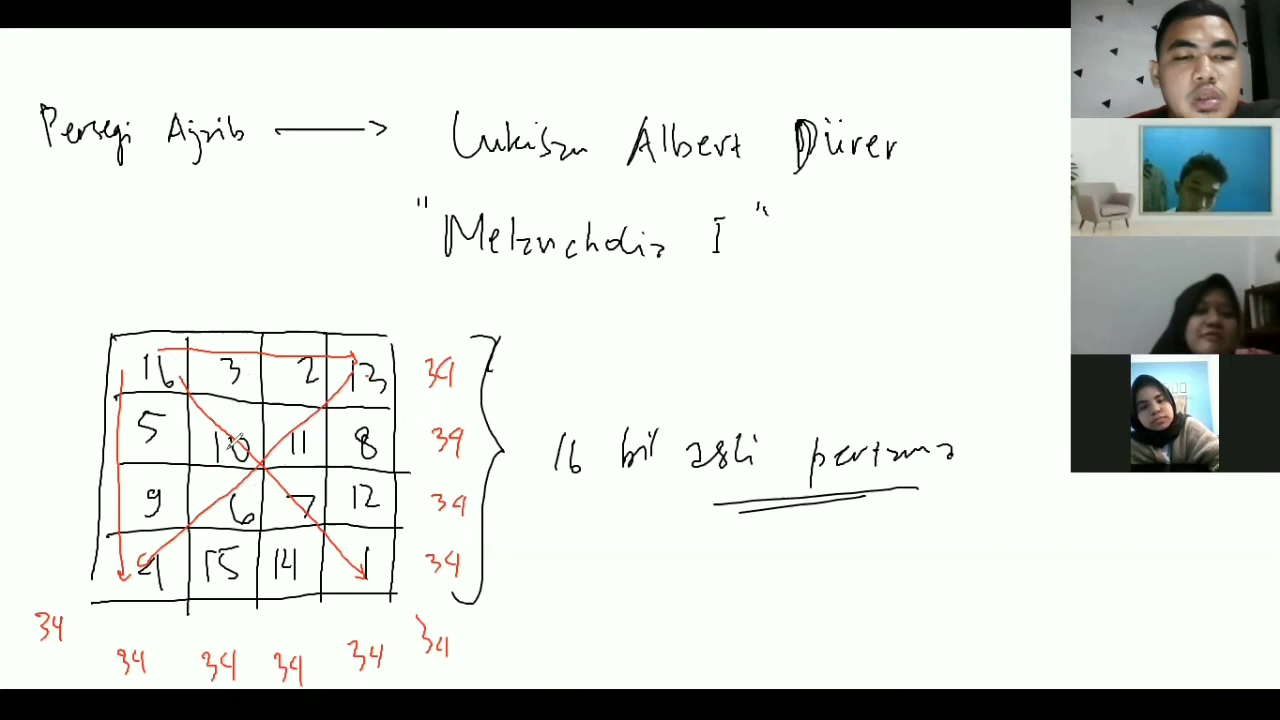 Persegi Ajaib → Lukisan Albert Dürer
"Melancholia I"
16 3 2 13 34
5 10 11 8 34
9 6 7 12 34
4 15 14 1 34
16 bil asli pertama
34 34 34 34 34 34